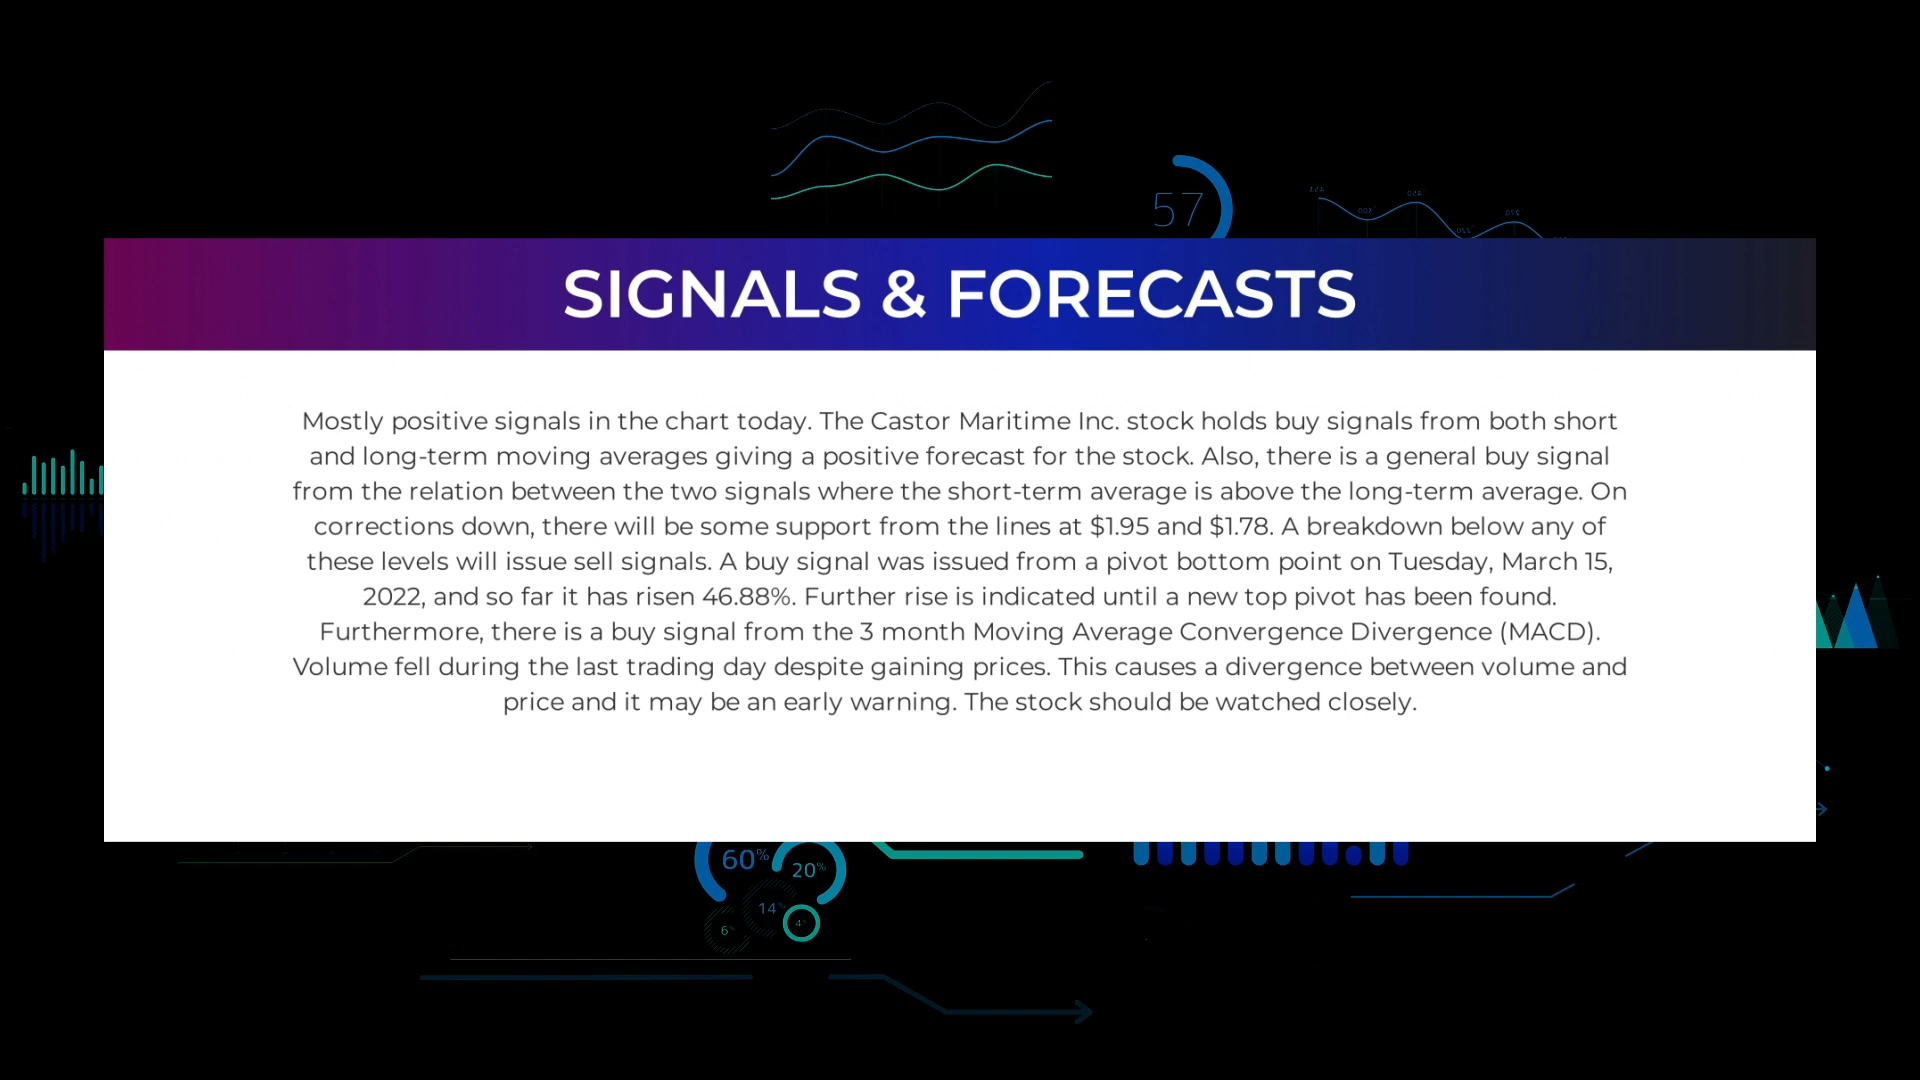 57
SIGNALS & FORECASTS
Mostly positive signals in the chart today. The Castor Maritime Inc. stock holds buy signals from both short
and long-term moving averages giving a positive forecast for the stock. Also, there is a general buy signal
from the relation between the two signals where the short-term average is above the long-term average. On
corrections down, there will be some support from the lines at $1.95 and $1.78. A breakdown below any of
these levels will issue sell signals. A buy signal was issued from a pivot bottom point on Tuesday, March 15,
2022, and so far it has risen 46.88%. Further rise is indicated until a new top pivot has been found.
Furthermore, there is a buy signal from the 3 month Moving Average Convergence Divergence (MACD).
Volume fell during the last trading day despite gaining prices. This causes a divergence between volume and
price and it may be an early warning. The stock should be watched closely.
60%
20%
14%
6%
4%